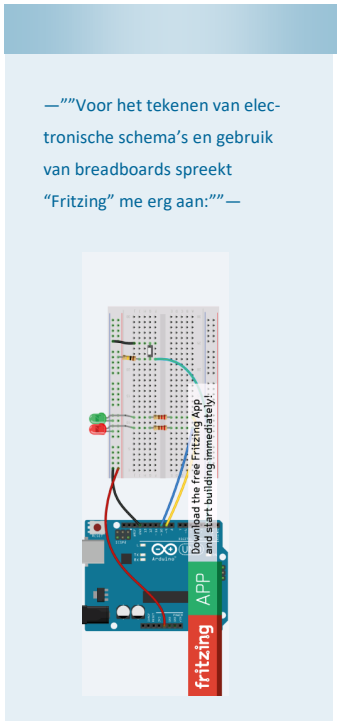 —””Voor het tekenen van elec-
tronische schema’s en gebruik
van breadboards spreekt
“Fritzing” me erg aan:””—
Download the free Fritzing App
and start building immediately!
fritzing APP
Arduino